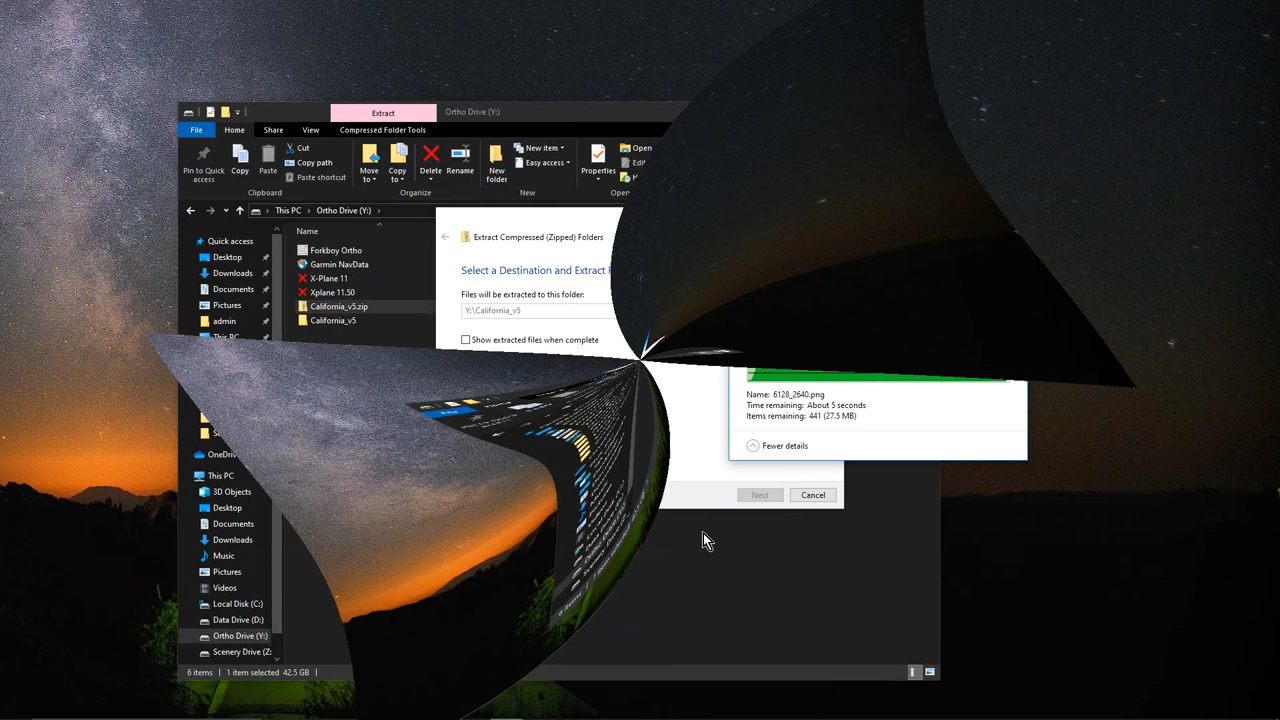 Extract
Ortho Drive (Y:)
File
Home
Share
View
Compressed Folder Tools
Pin to Quick
access
Copy
Paste
Cut
Copy path
Paste shortcut
Clipboard
Move
to
Copy
to
Delete
Rename
Organize
New
folder
New item
Easy access
New
Properties
Open
Edit
This PC
Ortho Drive (Y:)
Quick access
Desktop
Downloads
Documents
Pictures
admin
This PC
Name
Forkboy Ortho
Garmin NavData
X-Plane 11
Xplane 11.50
California_v5.zip
California_v5
Extract Compressed (Zipped) Folders
Select a Destination and Extract
Files will be extracted to this folder:
Y:\California_v5
Show extracted files when complete
Name: 6128_2640.png
Time remaining: About 5 seconds
Items remaining: 441 (27.5 MB)
Fewer details
Next
Cancel
File
This PC
3D Objects
Desktop
Documents
Downloads
Music
Pictures
Videos
Local Disk (C:)
Data Drive (D:)
Ortho Drive (Y:)
Scenery Drive (Z:
6 items
1 item selected 42.5 GB